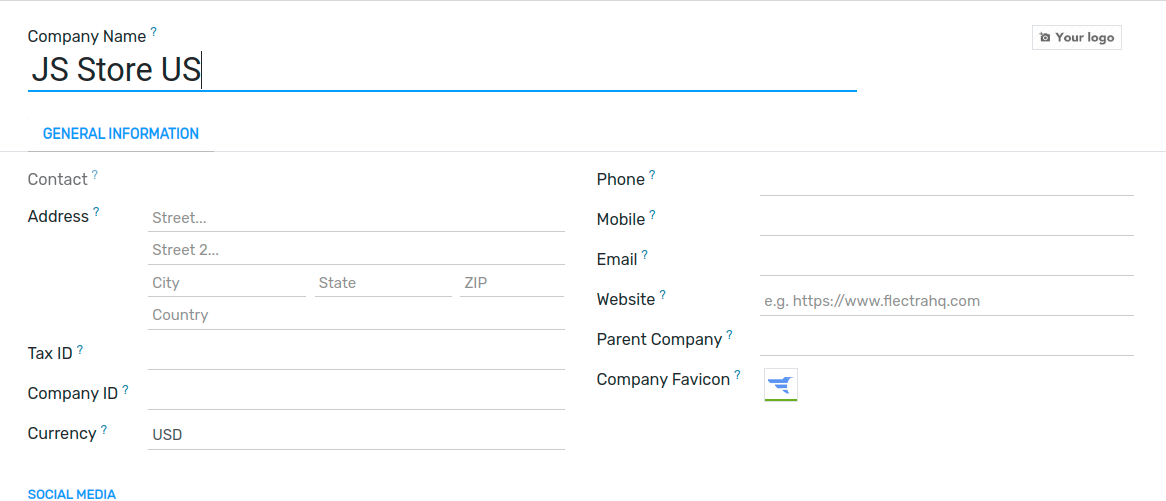 Company Name ?
Your logo
JS Store US
GENERAL INFORMATION
Contact ?
Address ?
Street...
Street 2...
City State ZIP
Country
Tax ID ?
Company ID ?
Currency ?
USD
Phone ?
Mobile ?
Email ?
Website ?
e.g. https://www.flectrahq.com
Parent Company ?
Company Favicon ?
SOCIAL MEDIA